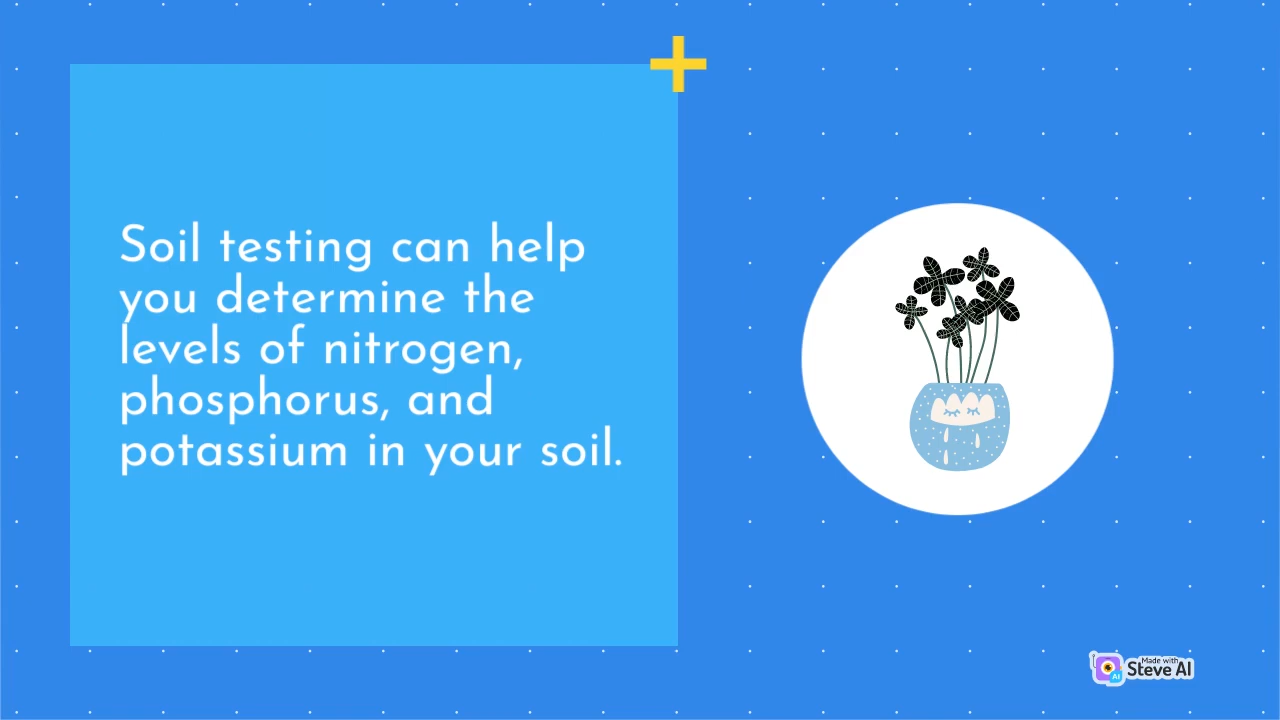 Soil testing can help
you determine the
levels of nitrogen,
phosphorus, and
potassium in your soil.
Made with
Steve AI
AI